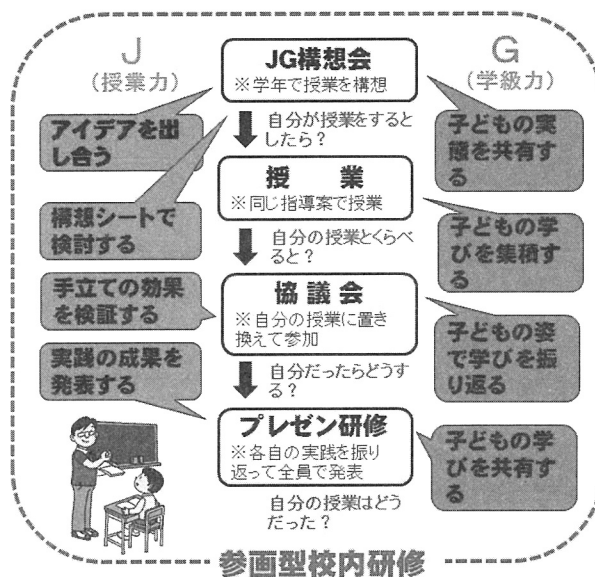 J
(授業力)
G
(学級力)
JG構想会
※学年で授業を構想
自分が授業をすると
したら？
アイデアを出
し合う
子どもの実
態を共有す
る
授　業
※同じ指導案で授業
構想シートで
検討する
子どもの学
びを集積す
る
自分の授業とくらべ
ると？
協議会
※自分の授業に置き
換えて参加
手立ての効果
を検証する
子どもの姿
で学びを振
り返る
自分だったらどうす
る？
実践の成果を
発表する
プレゼン研修
※各自の実践を振り
返って全員で発表
子どもの学
びを共有す
る
自分の授業はどう
だった？
参画型校内研修